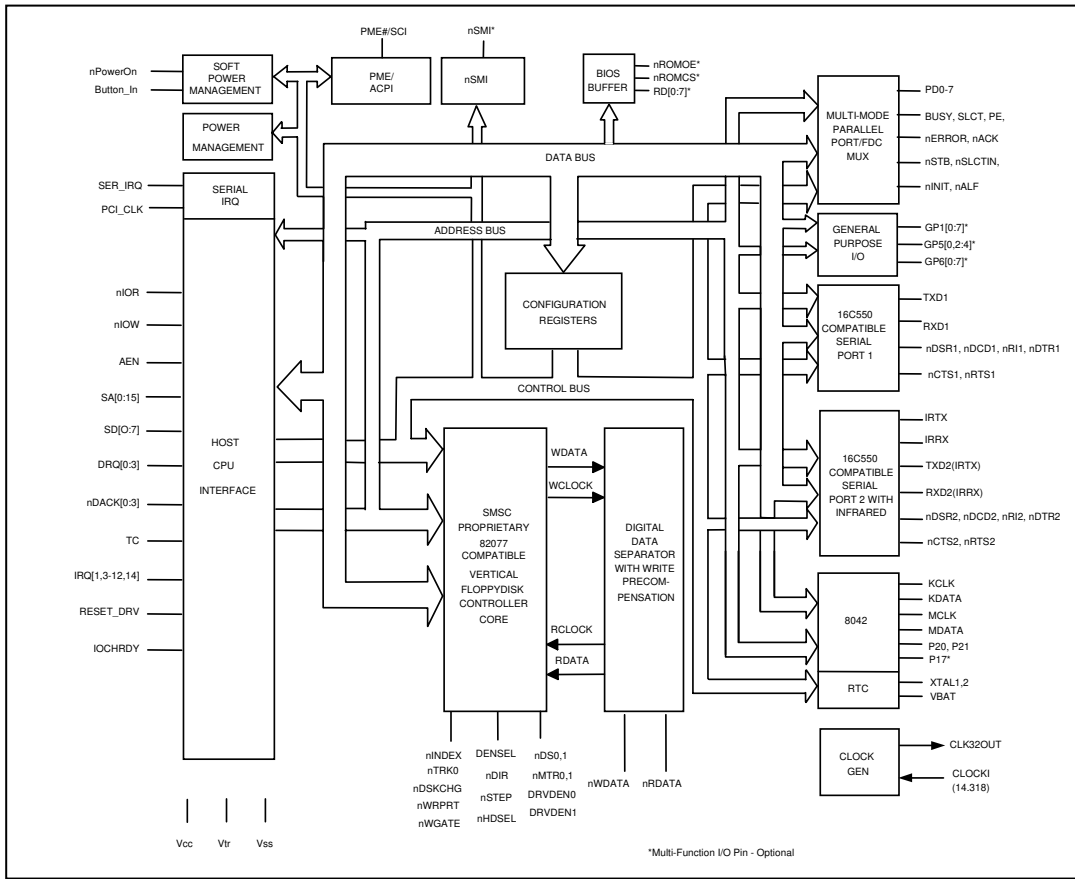 PME#/SCI
nSMI*
nPowerOn
Button_In
SOFT
POWER
MANAGEMENT
PME/
ACPI
nSMI
BIOS
BUFFER
nROMOE*
nROMCS*
RD[0:7]*
POWER
MANAGEMENT
DATA BUS
MULTI-MODE
PARALLEL
PORT/FDC
MUX
PD0-7
BUSY, SLCT, PE,
nERROR, nACK
nSTB, nSLCTIN,
nINIT, nALF
SER_IRQ
PCI_CLK
SERIAL
IRQ
ADDRESS BUS
GENERAL
PURPOSE
I/O
GP1[0:7]*
GP5[0,2:4]*
GP6[0:7]*
nIOR
nIOW
AEN
SA[0:15]
SD[O:7]
DRQ[0:3]
nDACK[0:3]
TC
IRQ[1,3-12,14]
RESET_DRV
IOCHRDY
HOST
CPU
INTERFACE
CONFIGURATION
REGISTERS
CONTROL BUS
16C550
COMPATIBLE
SERIAL
PORT 1
TXD1
RXD1
nDSR1, nDCD1, nRI1, nDTR1
nCTS1, nRTS1
SMSC
PROPRIETARY
82077
COMPATIBLE
VERTICAL
FLOPPYDISK
CONTROLLER
CORE
WDATA
WCLOCK
RCLOCK
RDATA
DIGITAL
DATA
SEPARATOR
WITH WRITE
PRECOM-
PENSATION
16C550
COMPATIBLE
SERIAL
PORT 2 WITH
INFRARED
IRTX
IRRX
TXD2(IRTX)
RXD2(IRRX)
nDSR2, nDCD2, nRI2, nDTR2
nCTS2, nRTS2
8042
KCLK
KDATA
MCLK
MDATA
P20, P21
P17*
RTC
XTAL1,2
VBAT
CLOCK
GEN
CLK32OUT
CLOCKI
(14.318)
nINDEX
nTRK0
nDSKCHG
nWRPRT
nWGATE
DENSEL
nDIR
nSTEP
nHDSEL
nDS0,1
nMTR0,1
DRVDEN0
DRVDEN1
nWDATA
nRDATA
Vcc
Vtr
Vss
*Multi-Function I/O Pin - Optional